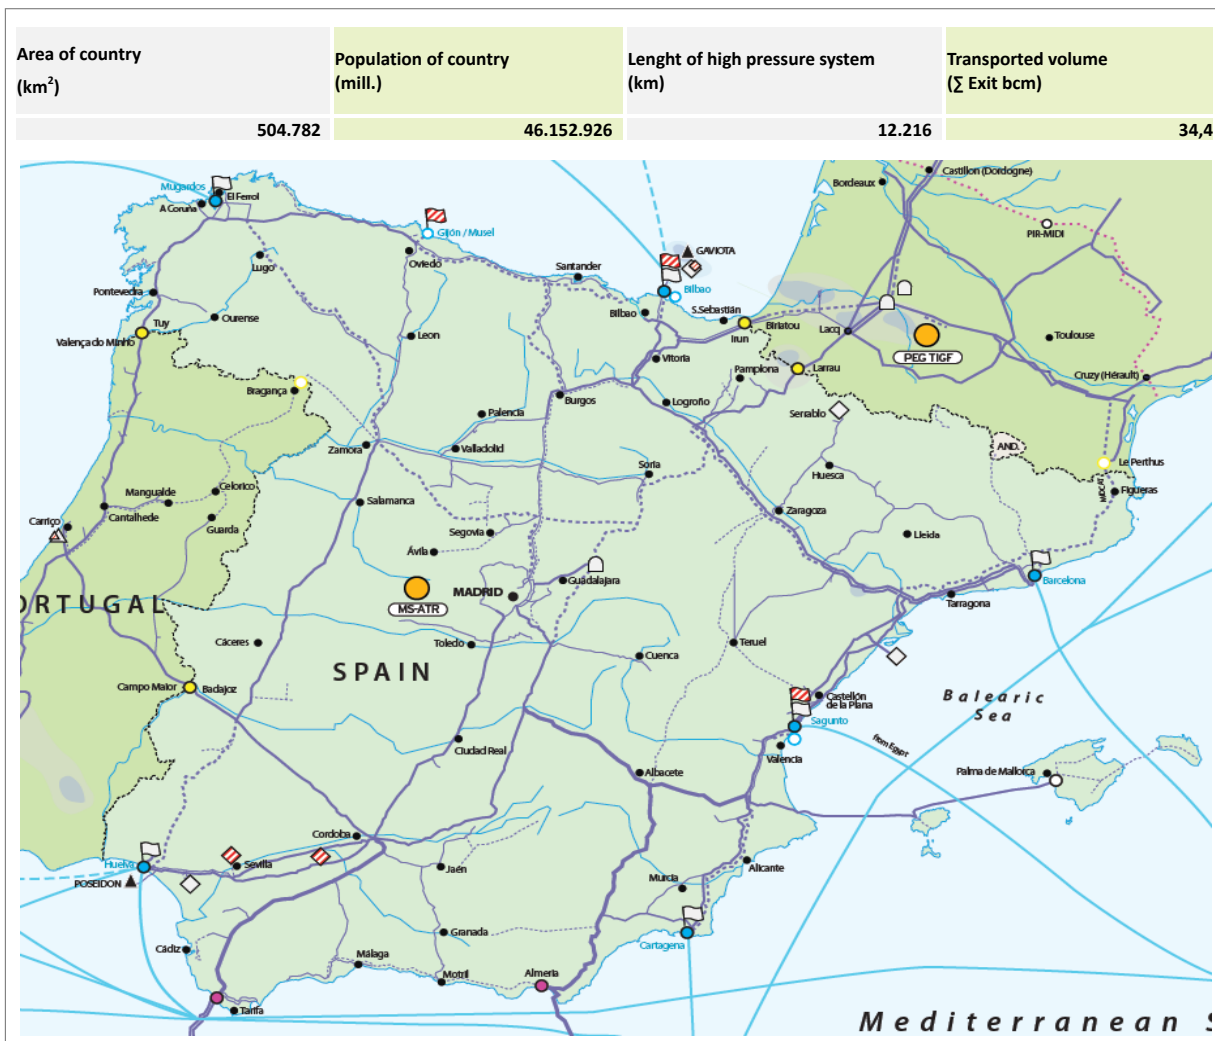 Area of country
(km2)
Population of country
(mill.)
Lenght of high pressure system
(km)
Transported volume
(∑ Exit bcm)
504.782
46.152.926
12.216
34,4
Castillon (Dordogne)
Bordeaux
Mugardos
El Ferrol
A Coruña
PIR-MIDI
Gijón / Musel
GAVIOTA
Oviedo
Lugo
Santander
Bilbao
Pontevedra
S.Sebastián
Bilbao
Tuy
Ourense
Biriatou
Lacq
Irun
Toulouse
Valença do Minho
Leon
PEG TIGF
Vitoria
Pamplona
Larrau
Cruzy (Hérault)
Bragança
Burgos
Logroño
Palencia
Serrablo
Zamora
Valladolid
AND.
Soria
Le Perthus
Huesca
MIDCAT
Figueras
Celorico
Mangualde
Salamanca
Cantalhede
Zaragoza
Carriço
Guarda
Segovia
Lleida
Ávila
Guadalajara
Barcelona
MADRID
Tarragona
ORTUGAL
MS-ATR
Cáceres
Toledo
Teruel
Cuenca
SPAIN
Campo Maior
Badajoz
Castellón
de la Plana
Balearic
Sea
Sagunto
from Egypt
Ciudad Real
Valencia
Albacete
Palma de Mallorca
Cordoba
Huelva
Sevilla
Jaén
Alicante
POSEIDON
Murcia
Granada
Cartagena
Cádiz
Málaga
Motril
Almeria
Tarifa
Mediterranean S